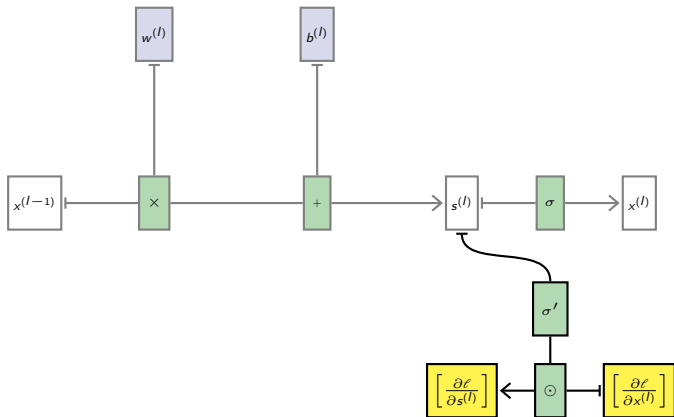 w^(l) b^(l)
x^(l−1) × + s^(l) σ x^(l)
σ′
[∂ℓ/∂s^(l)] ⊙ [∂ℓ/∂x^(l)]